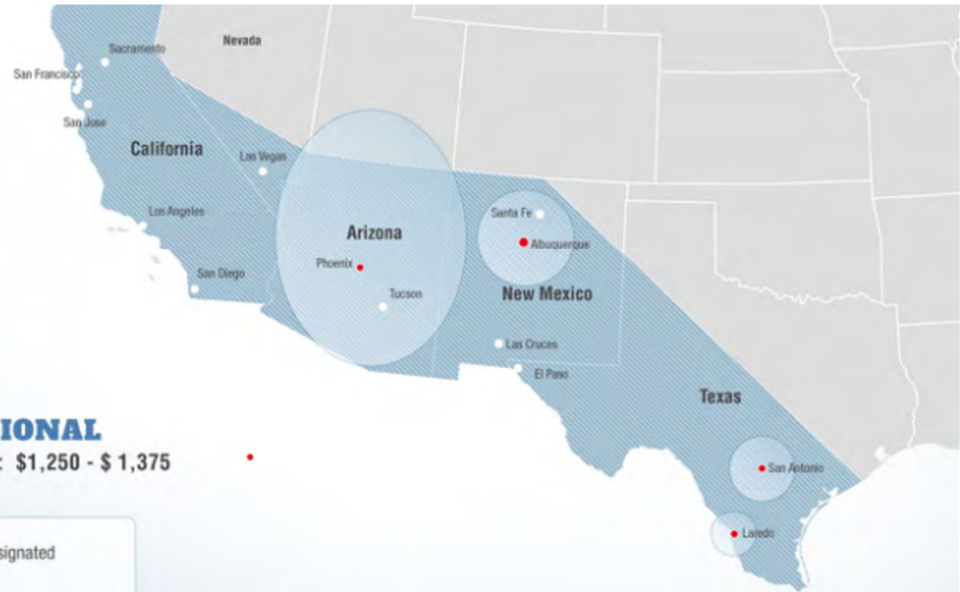 Sacramento
Nevada
San Francisco
San Jose
California
Las Vegas
Los Angeles
Santa Fe
Arizona
Albuquerque
Phoenix
San Diego
Tucson
New Mexico
Las Cruces
El Paso
Texas
IONAL
: $1,250 - $ 1,375
San Antonio
Laredo
signated